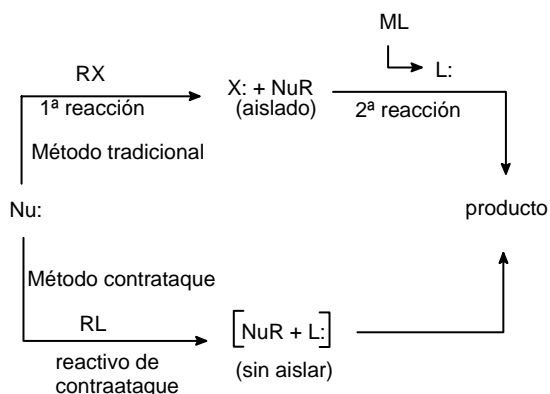 ML
RX
L:
X: + NuR
1ª reacción
(aislado)
2ª reacción
Método tradicional
Nu:
producto
Método contrataque
RL
[NuR + L:]
reactivo de
contraataque
(sin aislar)